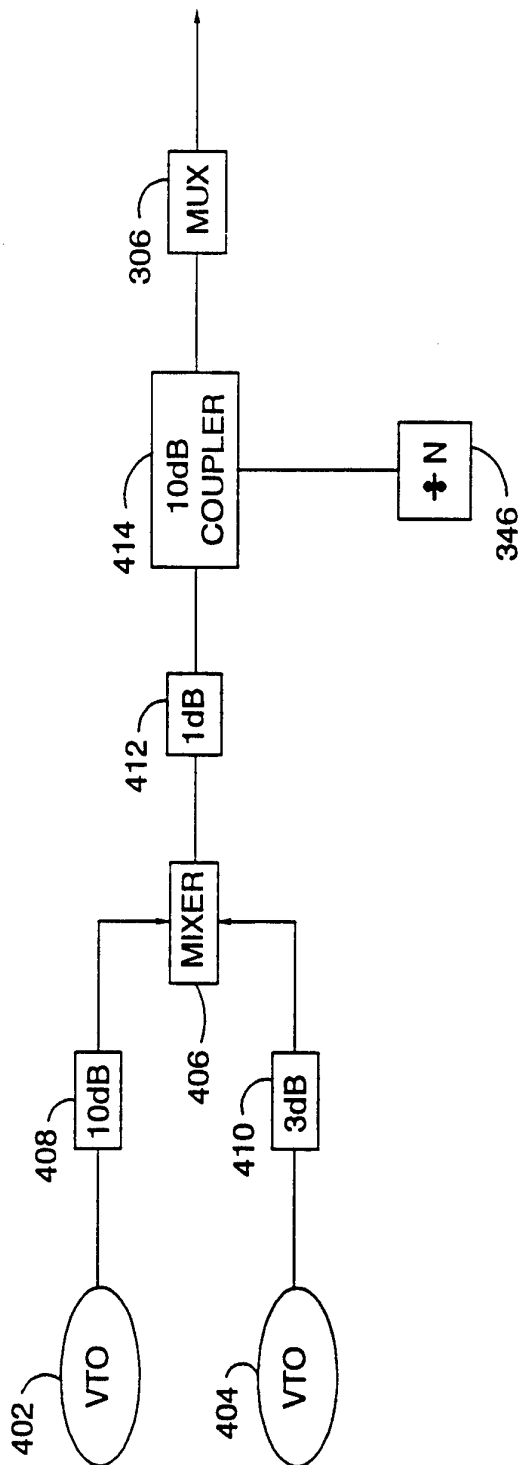 402
VTO
408
10dB
404
VTO
410
3dB
MIXER
406
412
1dB
414
10dB
COUPLER
÷ N
346
306
MUX